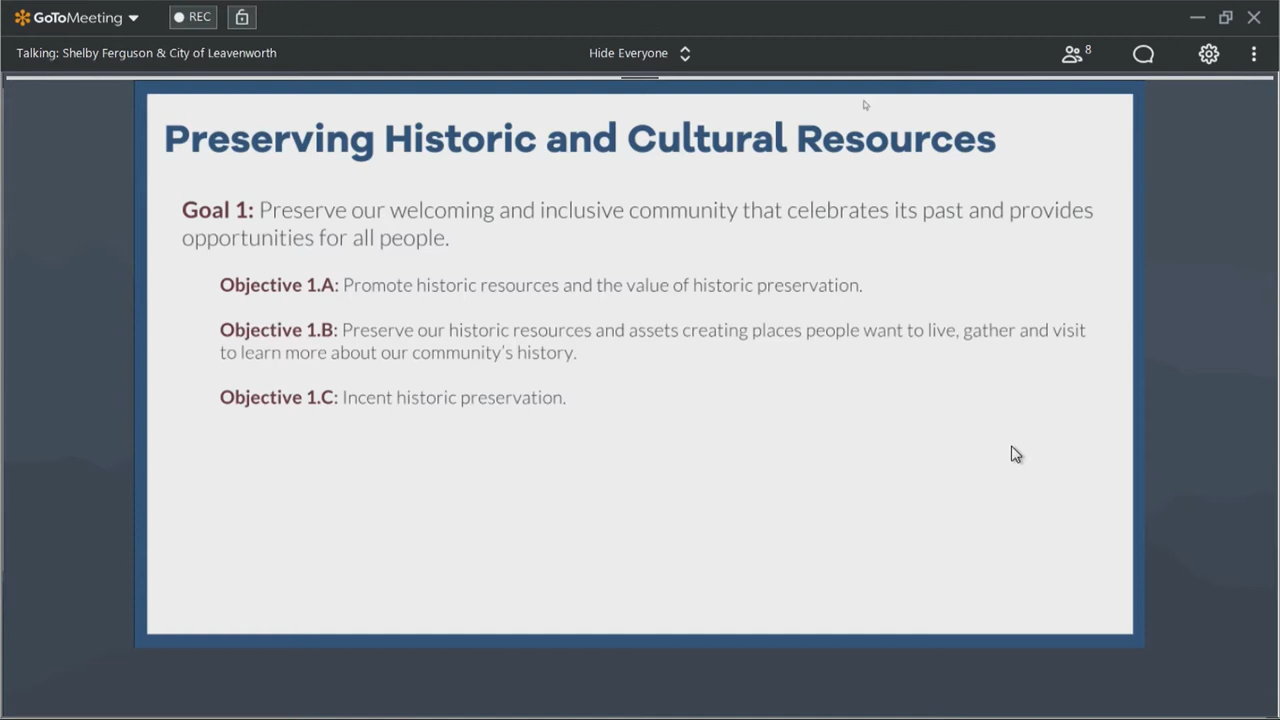 GoToMeeting
REC
Talking: Shelby Ferguson & City of Leavenworth
Hide Everyone
8
Preserving Historic and Cultural Resources
Goal 1: Preserve our welcoming and inclusive community that celebrates its past and provides
opportunities for all people.
Objective 1.A: Promote historic resources and the value of historic preservation.
Objective 1.B: Preserve our historic resources and assets creating places people want to live, gather and visit
to learn more about our community's history.
Objective 1.C: Incent historic preservation.